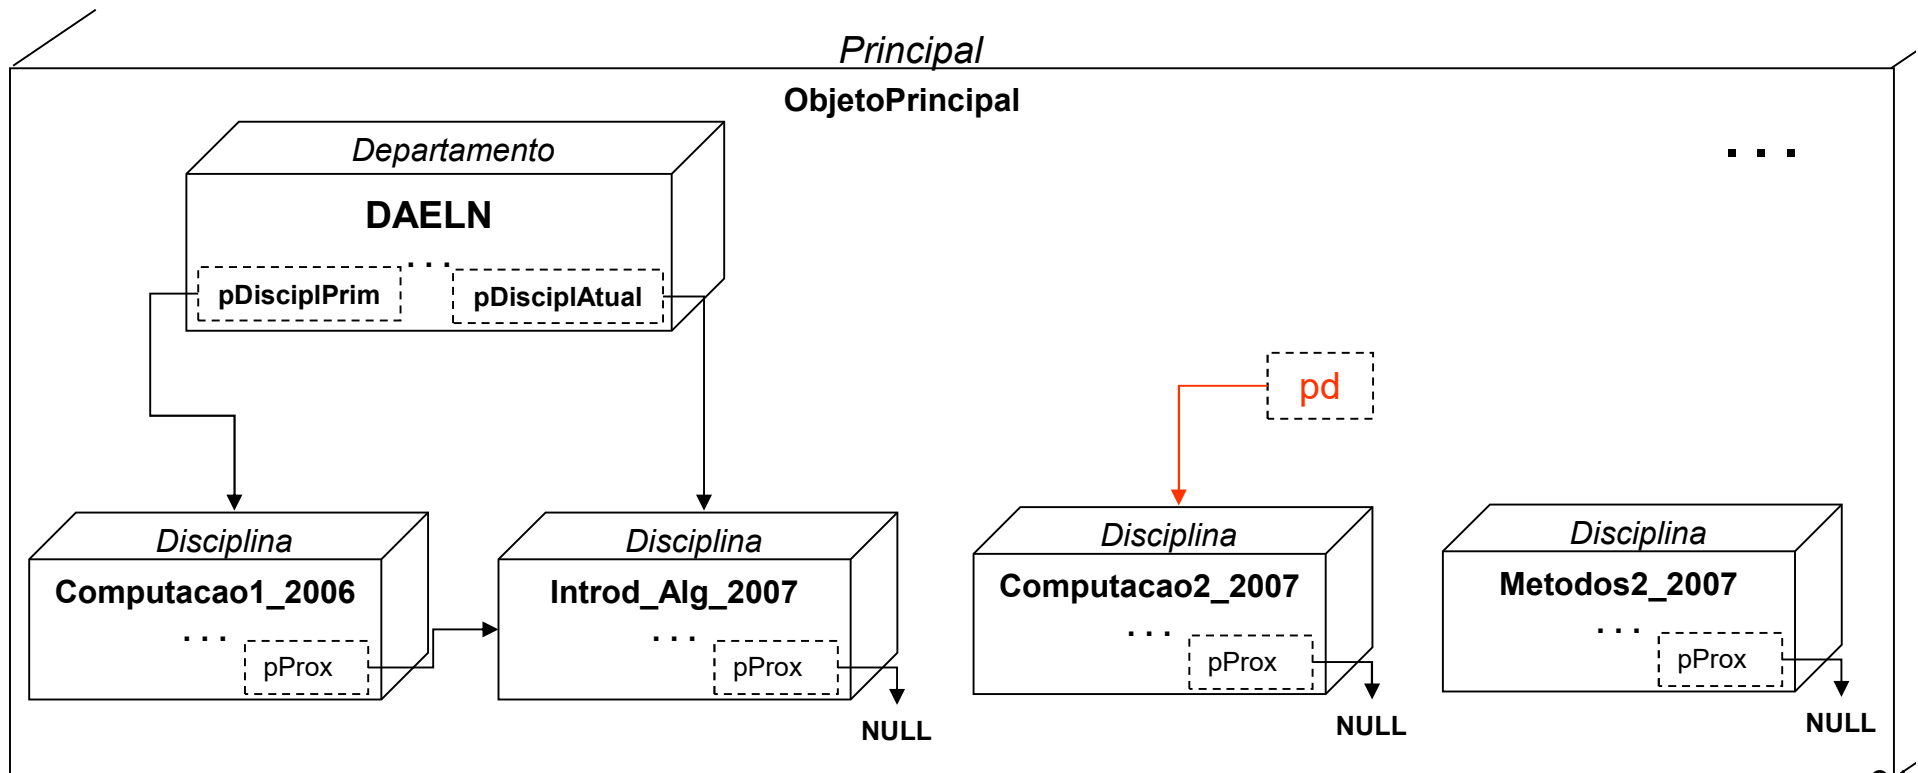 Principal
ObjetoPrincipal
Departamento
. . .
DAELN
. . .
pDisciplPrim
pDisciplAtual
pd
Disciplina
Disciplina
Disciplina
Disciplina
Computacao1_2006
Introd_Alg_2007
Computacao2_2007
Metodos2_2007
. . .
. . .
. . .
. . .
pProx
pProx
pProx
pProx
NULL
NULL
NULL